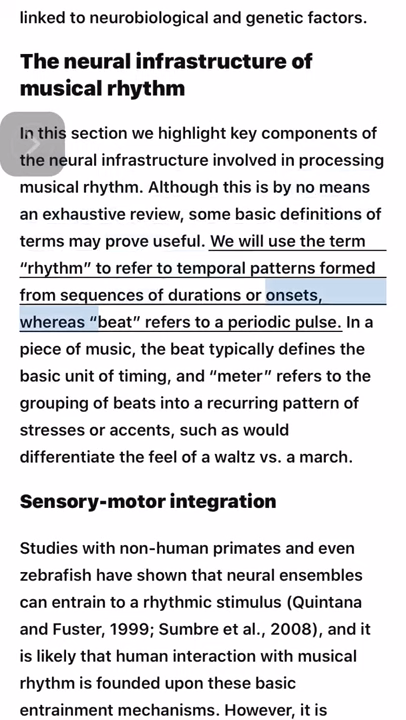 linked to neurobiological and genetic factors.
The neural infrastructure of
musical rhythm
In this section we highlight key components of
the neural infrastructure involved in processing
musical rhythm. Although this is by no means
an exhaustive review, some basic definitions of
terms may prove useful. We will use the term
“rhythm” to refer to temporal patterns formed
from sequences of durations or onsets,
whereas “beat” refers to a periodic pulse. In a
piece of music, the beat typically defines the
basic unit of timing, and “meter” refers to the
grouping of beats into a recurring pattern of
stresses or accents, such as would
differentiate the feel of a waltz vs. a march.
Sensory-motor integration
Studies with non-human primates and even
zebrafish have shown that neural ensembles
can entrain to a rhythmic stimulus (Quintana
and Fuster, 1999; Sumbre et al., 2008), and it
is likely that human interaction with musical
rhythm is founded upon these basic
entrainment mechanisms. However, it is